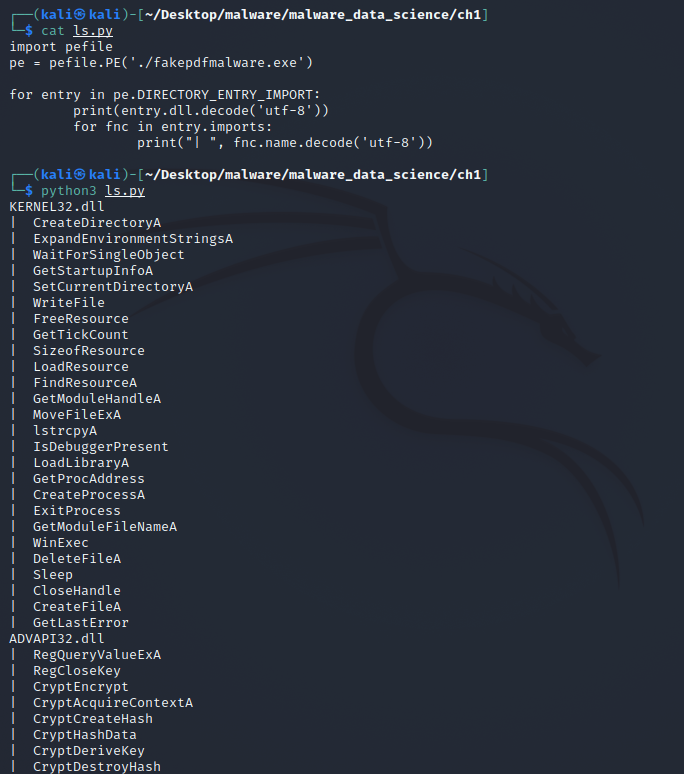 ┌──(kali㉿kali)-[~/Desktop/malware/malware_data_science/ch1]
└─$ cat ls.py
import pefile
pe = pefile.PE('./fakepdfmalware.exe')

for entry in pe.DIRECTORY_ENTRY_IMPORT:
        print(entry.dll.decode('utf-8'))
        for fnc in entry.imports:
                print("| ", fnc.name.decode('utf-8'))

┌──(kali㉿kali)-[~/Desktop/malware/malware_data_science/ch1]
└─$ python3 ls.py
KERNEL32.dll
|  CreateDirectoryA
|  ExpandEnvironmentStringsA
|  WaitForSingleObject
|  GetStartupInfoA
|  SetCurrentDirectoryA
|  WriteFile
|  FreeResource
|  GetTickCount
|  SizeofResource
|  LoadResource
|  FindResourceA
|  GetModuleHandleA
|  MoveFileExA
|  lstrcpyA
|  IsDebuggerPresent
|  LoadLibraryA
|  GetProcAddress
|  CreateProcessA
|  ExitProcess
|  GetModuleFileNameA
|  WinExec
|  DeleteFileA
|  Sleep
|  CloseHandle
|  CreateFileA
|  GetLastError
ADVAPI32.dll
|  RegQueryValueExA
|  RegCloseKey
|  CryptEncrypt
|  CryptAcquireContextA
|  CryptCreateHash
|  CryptHashData
|  CryptDeriveKey
|  CryptDestroyHash